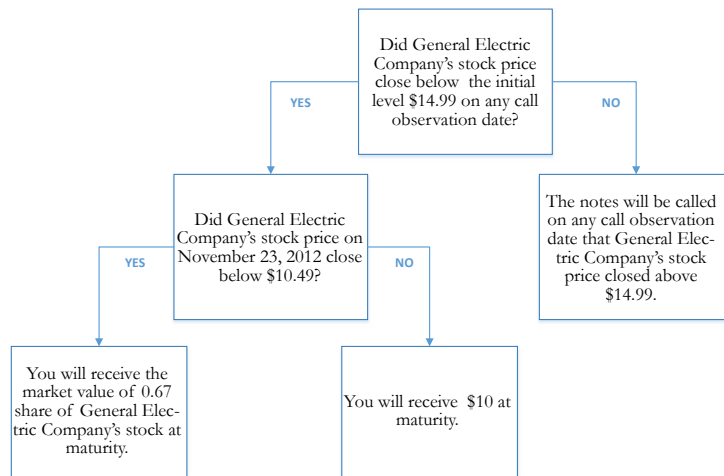 Did General Electric
Company's stock price
close below the initial
level $14.99 on any call
observation date?
YES
NO
Did General Electric
Company's stock price on
November 23, 2012 close
below $10.49?
The notes will be called
on any call observation
date that General Elec-
tric Company's stock
price closed above
$14.99.
YES
NO
You will receive the
market value of 0.67
share of General Elec-
tric Company's stock at
maturity.
You will receive $10 at
maturity.